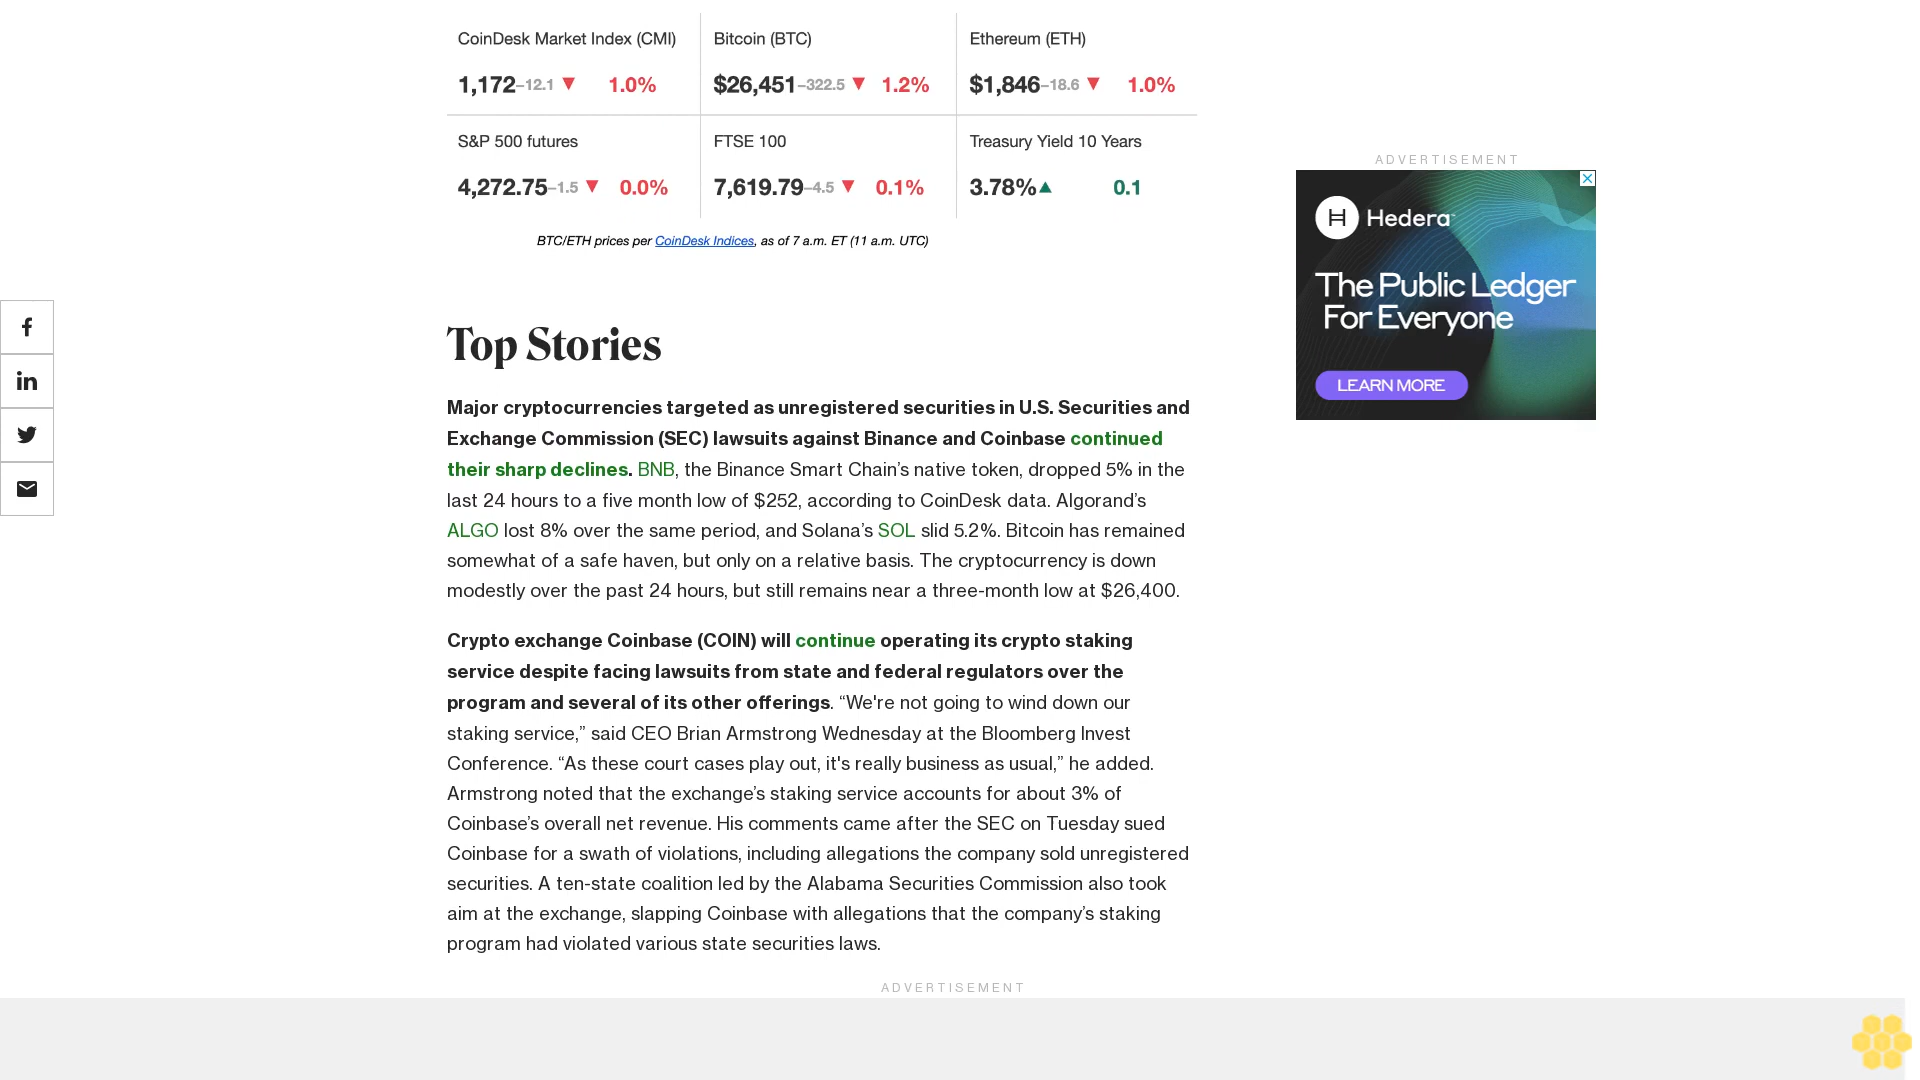 CoinDesk Market Index (CMI)
1,172 –12.1 ▼ 1.0%
Bitcoin (BTC)
$26,451 –322.5 ▼ 1.2%
Ethereum (ETH)
$1,846 –18.6 ▼ 1.0%
S&P 500 futures
4,272.75 –1.5 ▼ 0.0%
FTSE 100
7,619.79 –4.5 ▼ 0.1%
Treasury Yield 10 Years
3.78% ▲ 0.1
BTC/ETH prices per CoinDesk Indices, as of 7 a.m. ET (11 a.m. UTC)
Top Stories
Major cryptocurrencies targeted as unregistered securities in U.S. Securities and
Exchange Commission (SEC) lawsuits against Binance and Coinbase continued
their sharp declines. BNB, the Binance Smart Chain’s native token, dropped 5% in the
last 24 hours to a five month low of $252, according to CoinDesk data. Algorand’s
ALGO lost 8% over the same period, and Solana’s SOL slid 5.2%. Bitcoin has remained
somewhat of a safe haven, but only on a relative basis. The cryptocurrency is down
modestly over the past 24 hours, but still remains near a three-month low at $26,400.
Crypto exchange Coinbase (COIN) will continue operating its crypto staking
service despite facing lawsuits from state and federal regulators over the
program and several of its other offerings. “We're not going to wind down our
staking service,” said CEO Brian Armstrong Wednesday at the Bloomberg Invest
Conference. “As these court cases play out, it's really business as usual,” he added.
Armstrong noted that the exchange’s staking service accounts for about 3% of
Coinbase’s overall net revenue. His comments came after the SEC on Tuesday sued
Coinbase for a swath of violations, including allegations the company sold unregistered
securities. A ten-state coalition led by the Alabama Securities Commission also took
aim at the exchange, slapping Coinbase with allegations that the company’s staking
program had violated various state securities laws.
ADVERTISEMENT
ADVERTISEMENT
Hedera
The Public Ledger
For Everyone
LEARN MORE